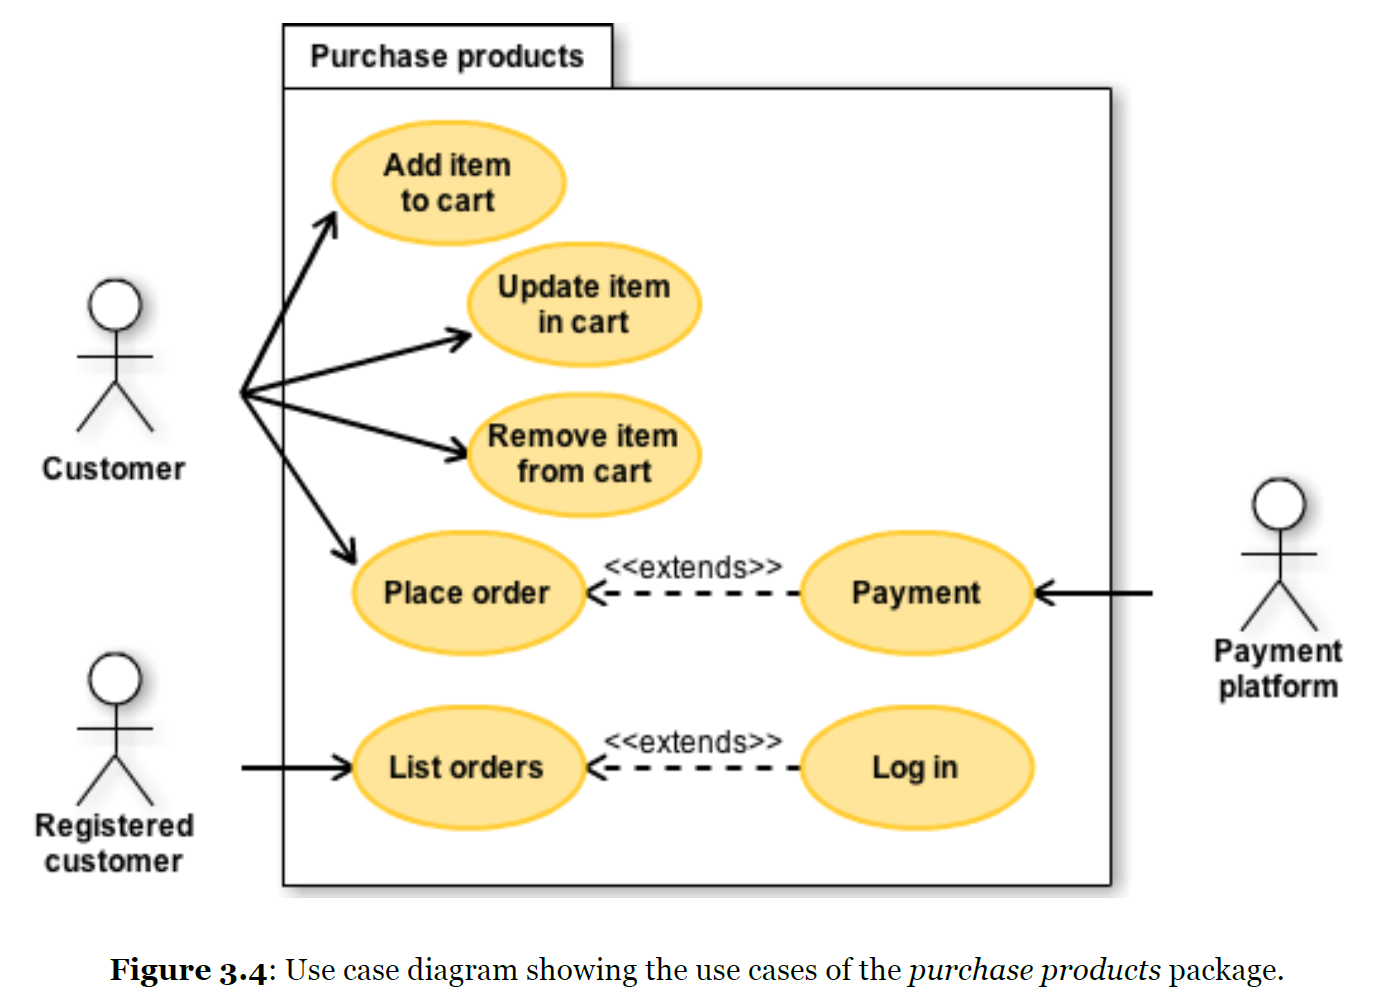 Purchase products
Add item
to cart
Update item
in cart
Remove item
from cart
Customer
Place order
<<extends>>
Payment
Payment
platform
List orders
<<extends>>
Log in
Registered
customer
Figure 3.4: Use case diagram showing the use cases of the purchase products package.